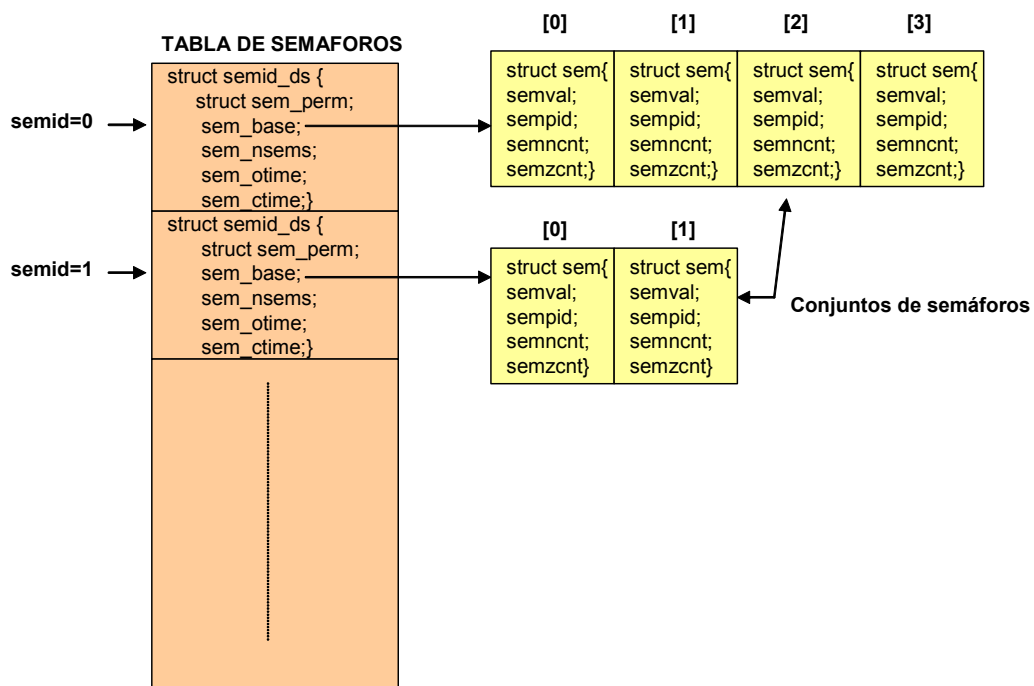 TABLA DE SEMAFOROS
semid=0
struct semid_ds {
struct sem_perm;
sem_base;
sem_nsems;
sem_otime;
sem_ctime;}
[0] [1] [2] [3]
struct sem{ struct sem{ struct sem{ struct sem{
semval; semval; semval; semval;
sempid; sempid; sempid; sempid;
semncnt; semncnt; semncnt; semncnt;
semzcnt;} semzcnt;} semzcnt;} semzcnt;}
semid=1
struct semid_ds {
struct sem_perm;
sem_base;
sem_nsems;
sem_otime;
sem_ctime;}
[0] [1]
struct sem{ struct sem{
semval; semval;
sempid; sempid;
semncnt; semncnt;
semzcnt} semzcnt}
Conjuntos de semáforos